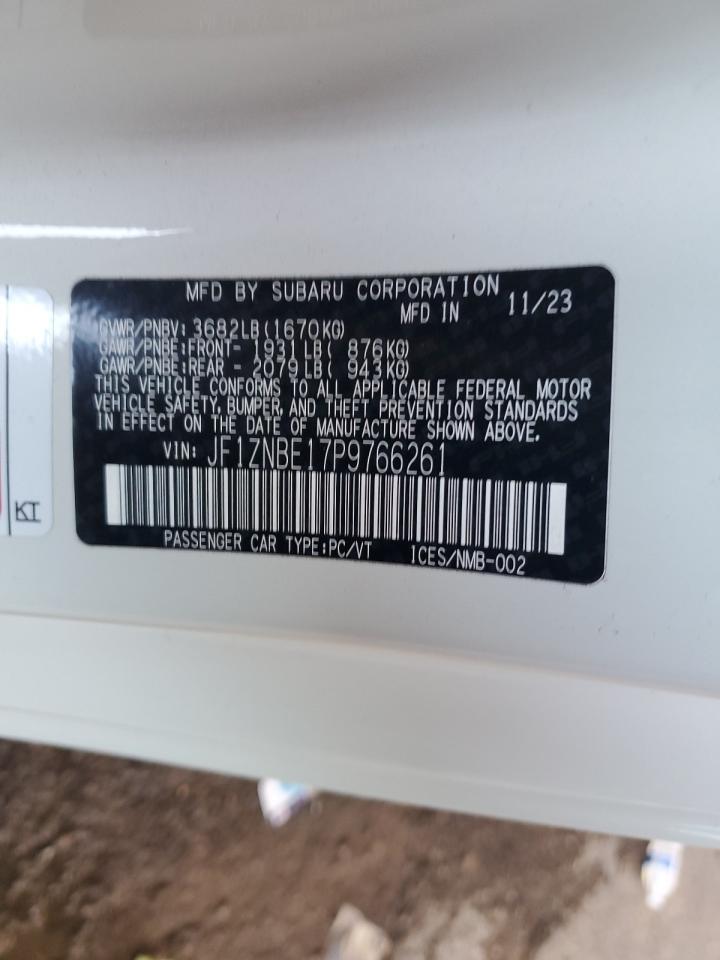 MFD BY SUBARU CORPORATION
MFD IN 11/23
GVWR/PNBV: 3682LB(1670KG)
GAWR/PNBE:FRONT- 1931LB( 876KG)
GAWR/PNBE:REAR - 2079LB( 943KG)
THIS VEHICLE CONFORMS TO ALL APPLICABLE FEDERAL MOTOR
VEHICLE SAFETY, BUMPER, AND THEFT PREVENTION STANDARDS
IN EFFECT ON THE DATE OF MANUFACTURE SHOWN ABOVE.
VIN: JF1ZNBE17P9766261
PASSENGER CAR TYPE:PC/VT 1CES/NMB-002
KI